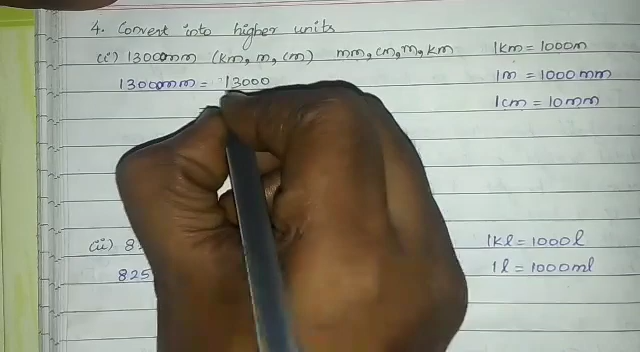 4. Convert into higher units
(i) 13000mm (km, m, cm) mm, cm, m, km
1km = 1000m
13000mm = 13000
1m = 1000mm
1cm = 10mm
(ii) 8
1kl = 1000l
825
1l = 1000ml